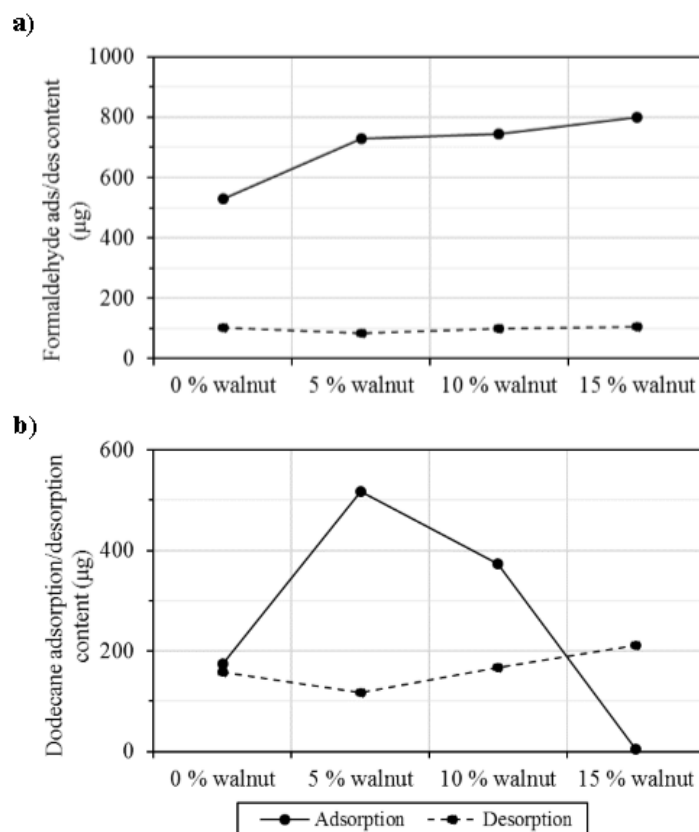 a)
Formaldehyde ads/des content
(µg)
1000
800
600
400
200
0
0 % walnut 5 % walnut 10 % walnut 15 % walnut
b)
Dodecane adsorption/desorption
content (µg)
600
400
200
0
0 % walnut 5 % walnut 10 % walnut 15 % walnut
Adsorption Desorption